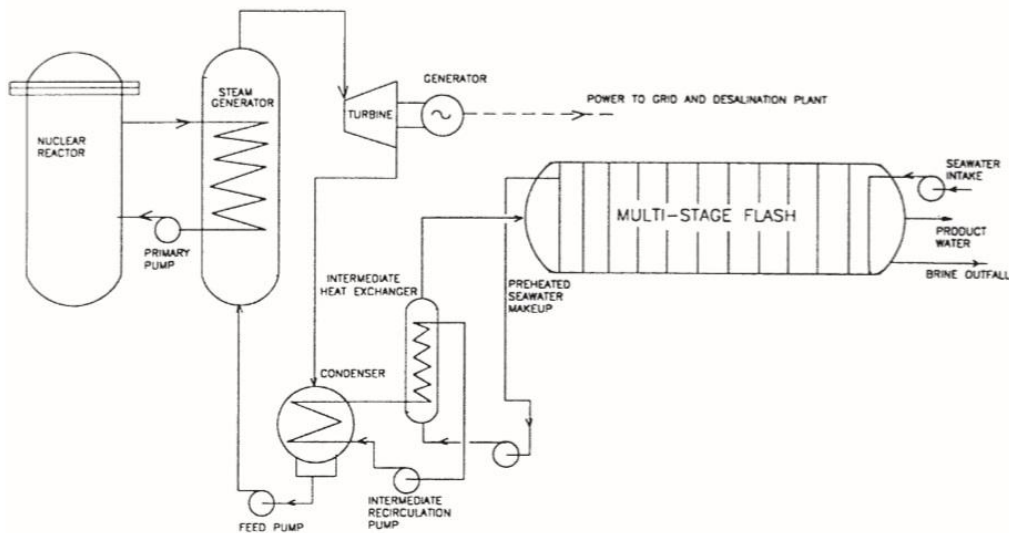 GENERATOR
STEAM
GENERATOR
TURBINE
POWER TO GRID AND DESALINATION PLANT
NUCLEAR
REACTOR
SEAWATER
INTAKE
MULTI-STAGE FLASH
PRODUCT
WATER
PRIMARY
PUMP
INTERMEDIATE
HEAT EXCHANGER
BRINE OUTFALL
PREHEATED
SEAWATER
MAKEUP
CONDENSER
INTERMEDIATE
RECIRCULATION
PUMP
FEED PUMP